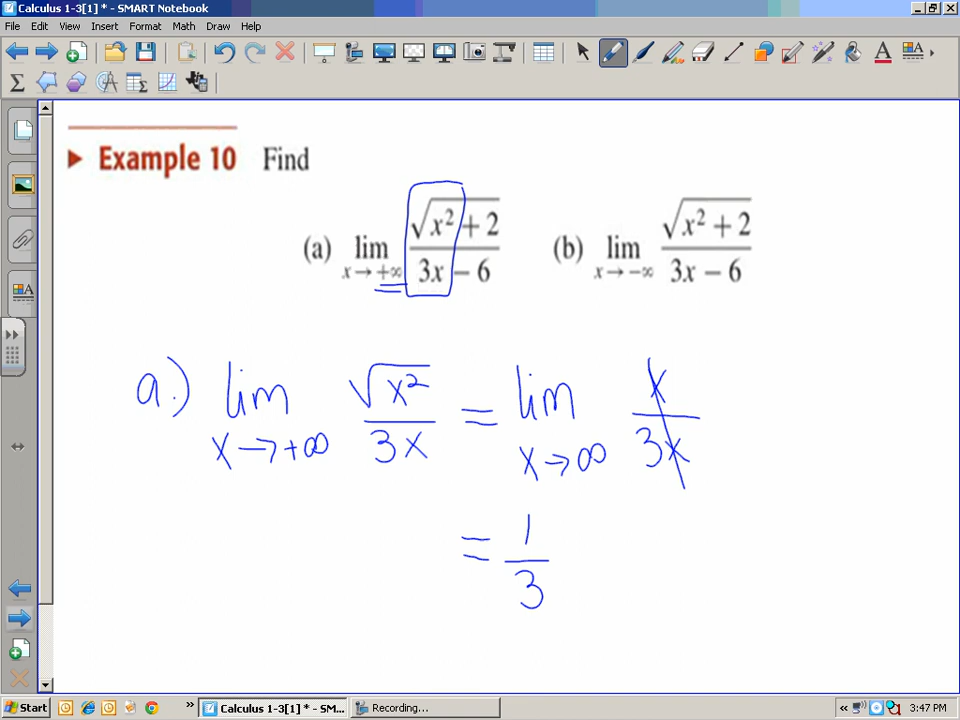 Calculus 1-3[1] * - SMART Notebook
File Edit View Insert Format Math Draw Help
Example 10 Find
(a) lim x→+∞ √(x² + 2) / (3x − 6) (b) lim x→−∞ √(x² + 2) / (3x − 6)
a.) lim x→+∞ √x² / 3x = lim x→∞ x / 3x
= 1/3
Start » Calculus 1-3[1] * - SM... Recording... « 3:47 PM